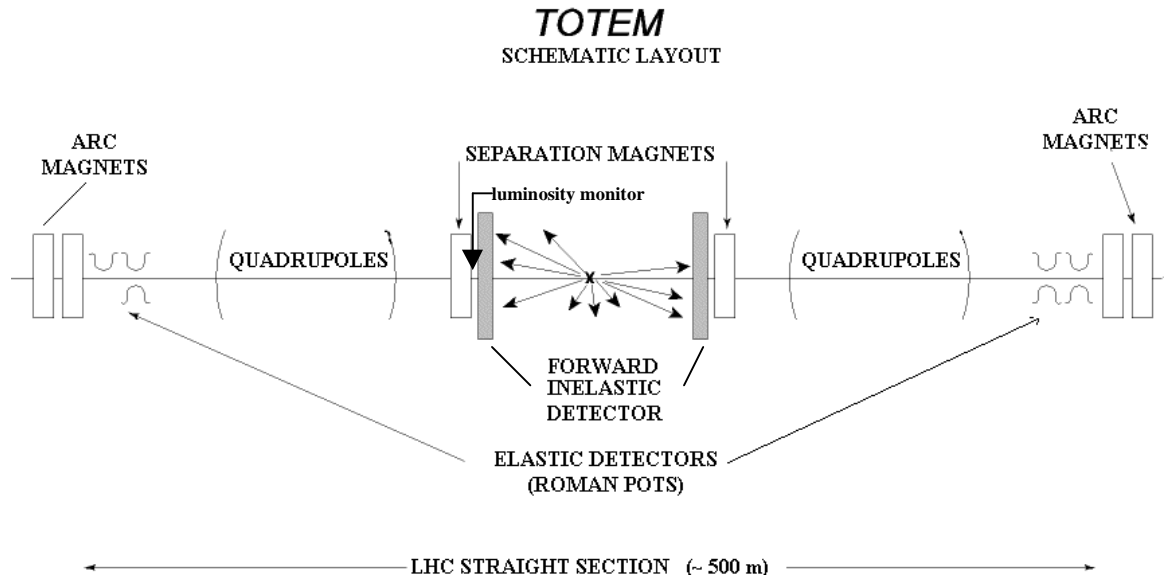 TOTEM
SCHEMATIC LAYOUT
ARC
MAGNETS
ARC
MAGNETS
SEPARATION MAGNETS
luminosity monitor
QUADRUPOLES
X
QUADRUPOLES
FORWARD
INELASTIC
DETECTOR
ELASTIC DETECTORS
(ROMAN POTS)
LHC STRAIGHT SECTION (~ 500 m)